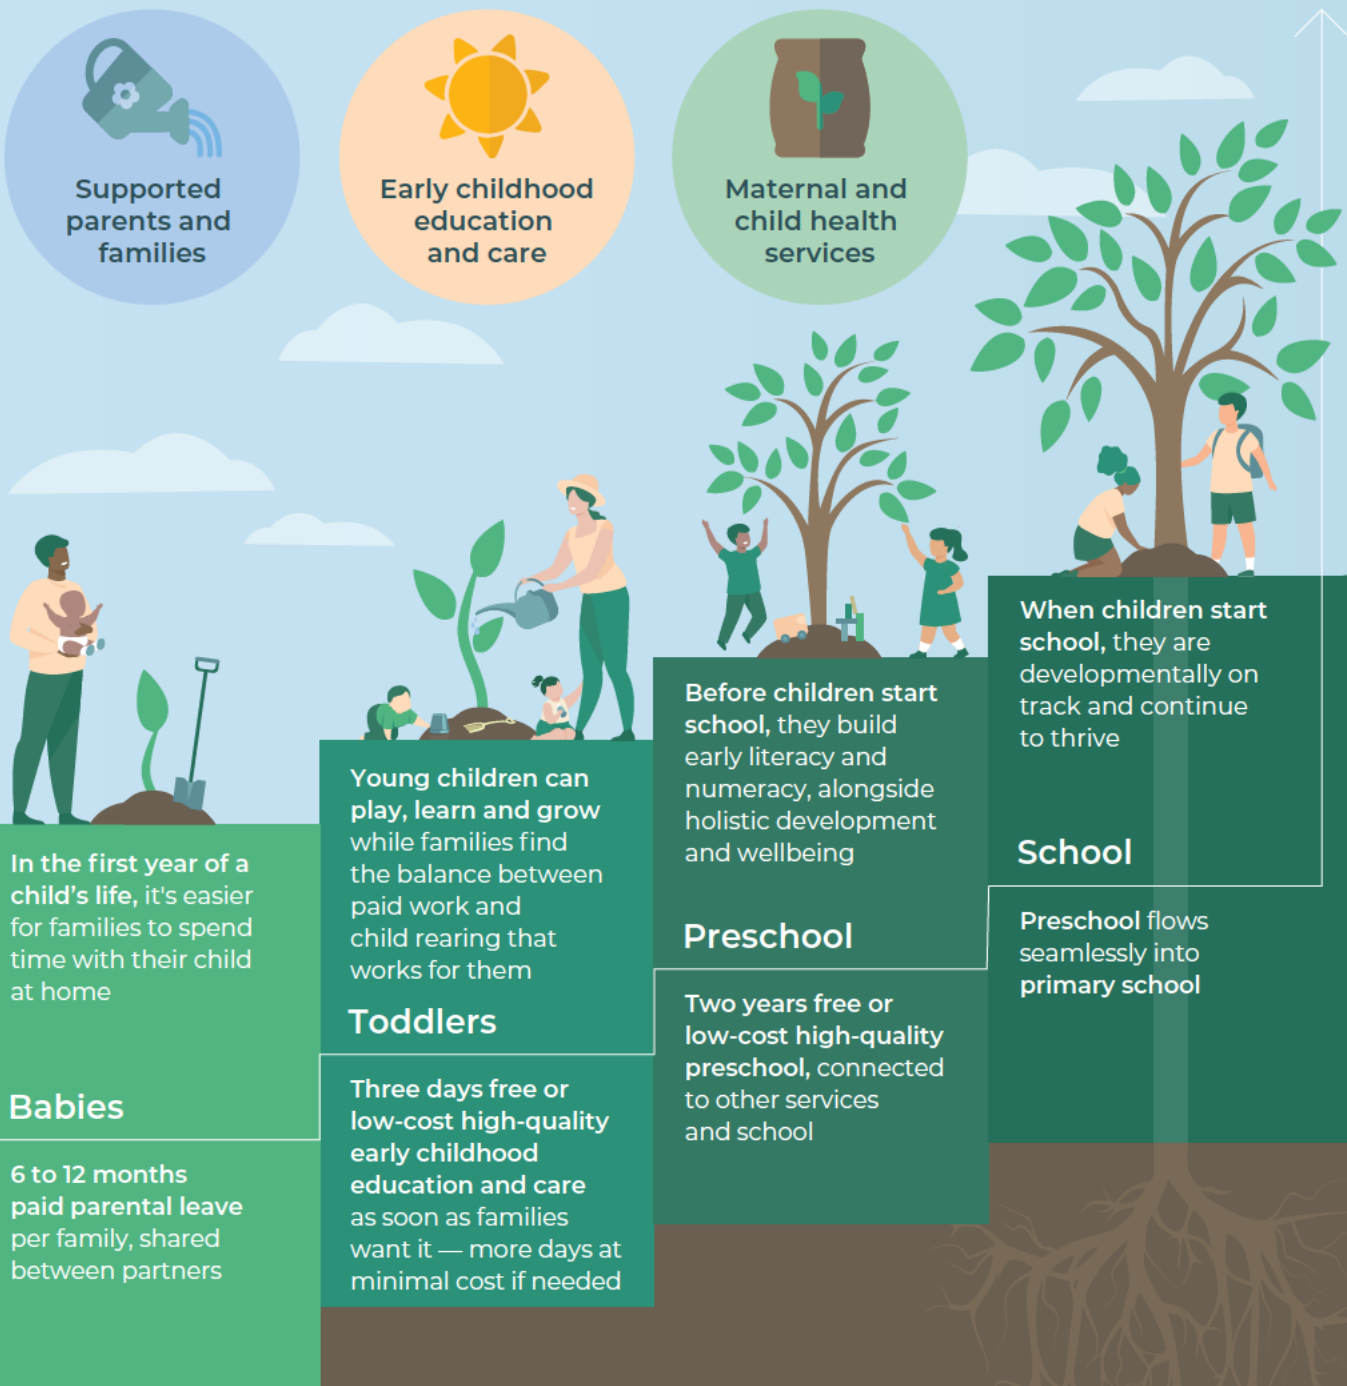 Supported
parents and
families
Early childhood
education
and care
Maternal and
child health
services
In the first year of a
child's life, it's easier
for families to spend
time with their child
at home
Babies
6 to 12 months
paid parental leave
per family, shared
between partners
Young children can
play, learn and grow
while families find
the balance between
paid work and
child rearing that
works for them
Toddlers
Three days free or
low-cost high-quality
early childhood
education and care
as soon as families
want it — more days at
minimal cost if needed
Before children start
school, they build
early literacy and
numeracy, alongside
holistic development
and wellbeing
Preschool
Two years free or
low-cost high-quality
preschool, connected
to other services
and school
When children start
school, they are
developmentally on
track and continue
to thrive
School
Preschool flows
seamlessly into
primary school